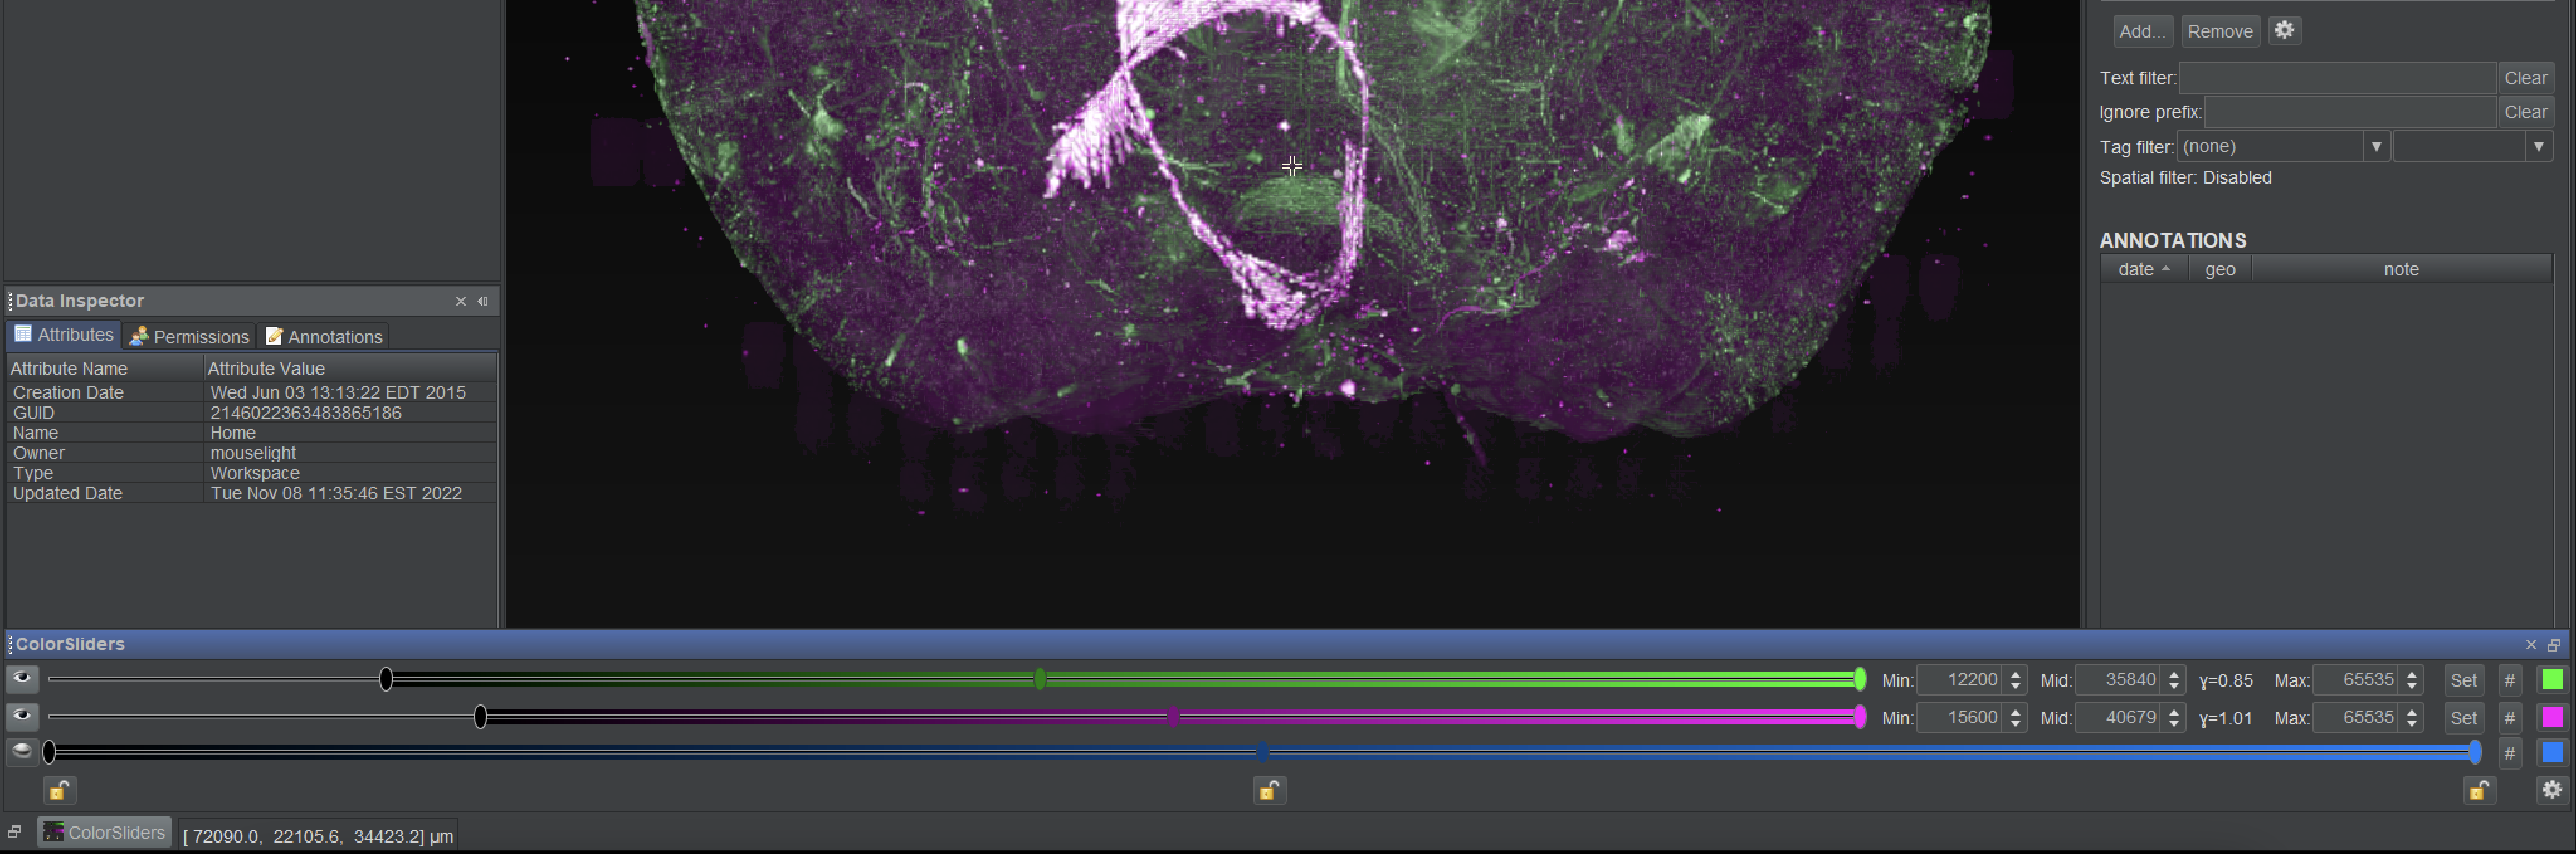 Add... Remove
Text filter: Clear
Ignore prefix: Clear
Tag filter: (none)
Spatial filter: Disabled
ANNOTATIONS
date geo note
Data Inspector
Attributes Permissions Annotations
Attribute Name Attribute Value
Creation Date Wed Jun 03 13:13:22 EDT 2015
GUID 2146022363483865186
Name Home
Owner mouselight
Type Workspace
Updated Date Tue Nov 08 11:35:46 EST 2022
ColorSliders
Min: 12200 Mid: 35840 γ=0.85 Max: 65535 Set #
Min: 15600 Mid: 40679 γ=1.01 Max: 65535 Set #
#
ColorSliders [ 72090.0, 22105.6, 34423.2] µm